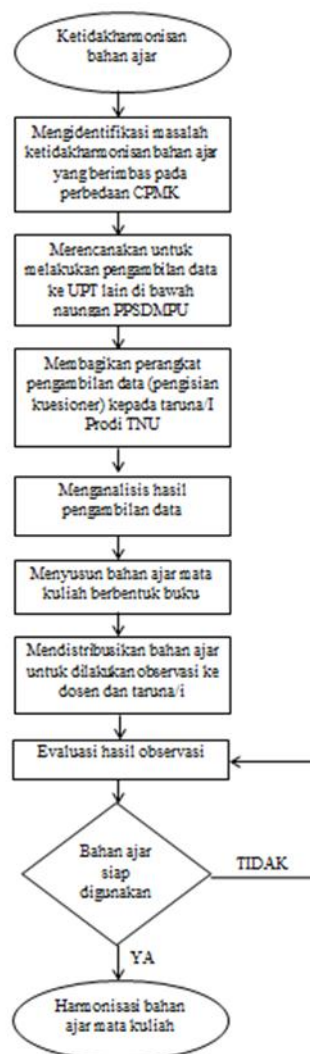 Ketidakharmonisan
bahan ajar
Mengidentifikasi masalah
ketidakharmonisan bahan ajar
yang berimbas pada
perbedaan CPMK
Merencanakan untuk
melakukan pengambilan data
ke UPT lain di bawah
naungan PPSDMPU
Membagikan perangkat
pengambilan data (pengisian
kuesioner) kepada taruna/I
Prodi TNU
Menganalisis hasil
pengambilan data
Menyusun bahan ajar mata
kuliah berbentuk buku
Mendistribusikan bahan ajar
untuk dilakukan observasi ke
dosen dan taruna/i
Evaluasi hasil observasi
Bahan ajar
siap
digunakan
TIDAK
YA
Harmonisasi bahan
ajar mata kuliah